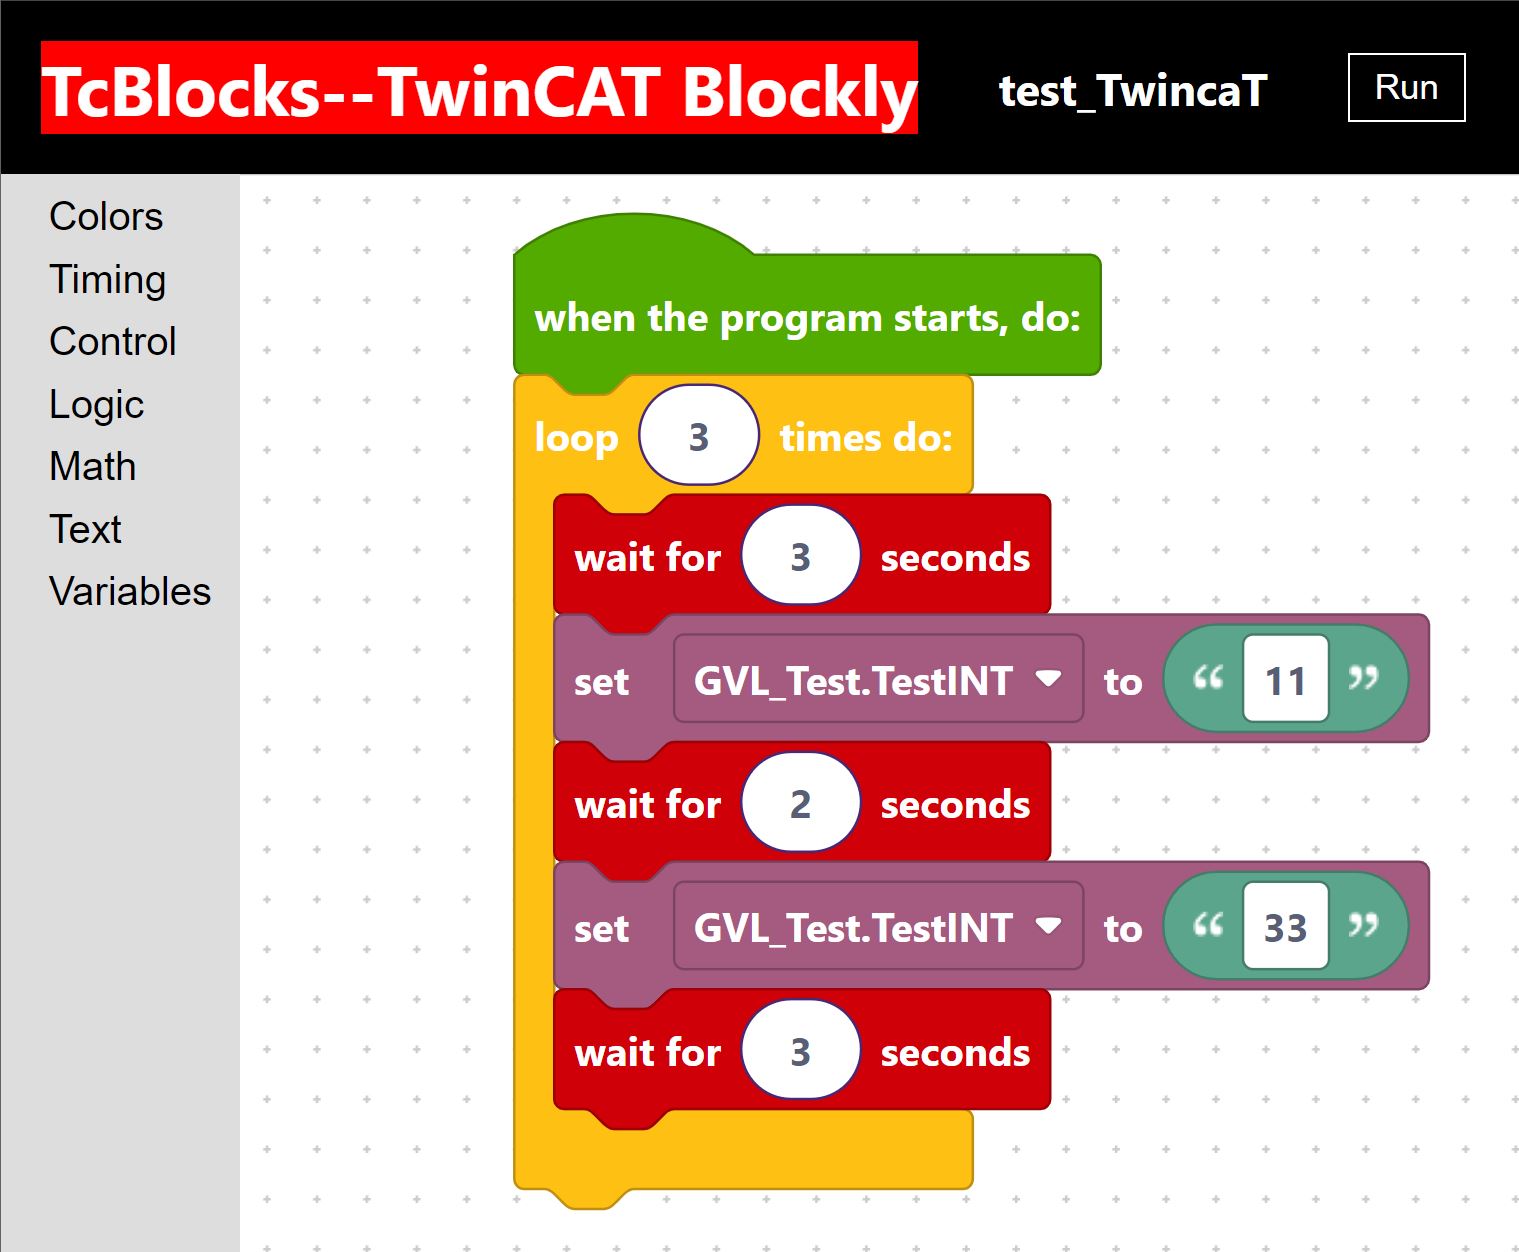 TcBlocks--TwinCAT Blockly
test_TwincaT
Run
Colors
Timing
Control
Logic
Math
Text
Variables
when the program starts, do:
loop 3 times do:
wait for 3 seconds
set GVL_Test.TestINT to “ 11 ”
wait for 2 seconds
set GVL_Test.TestINT to “ 33 ”
wait for 3 seconds